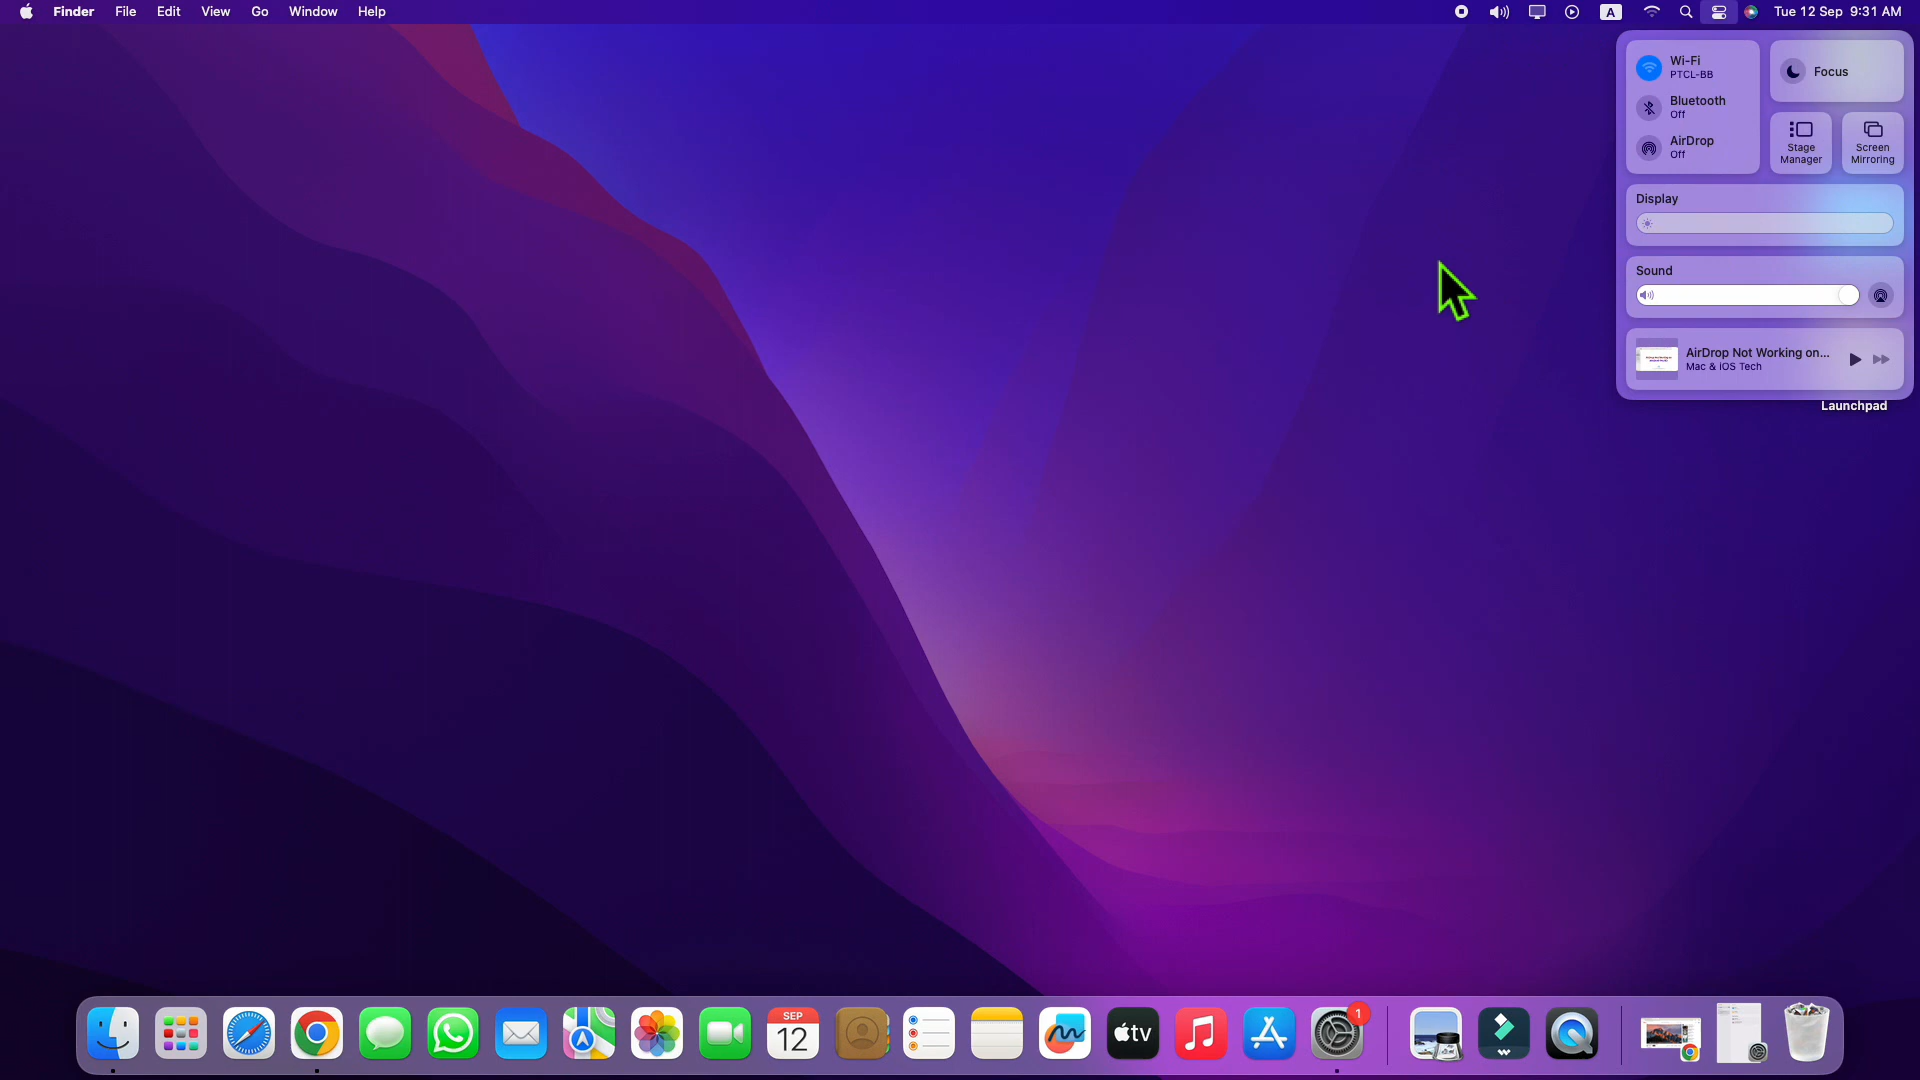 Finder File Edit View Go Window Help
A
Tue 12 Sep 9:31 AM
Wi-Fi
PTCL-BB
Bluetooth
Off
AirDrop
Off
Focus
Stage
Manager
Screen
Mirroring
Display
Sound
AirDrop Not Working on...
Mac & iOS Tech
Launchpad
SEP
12
tv
1